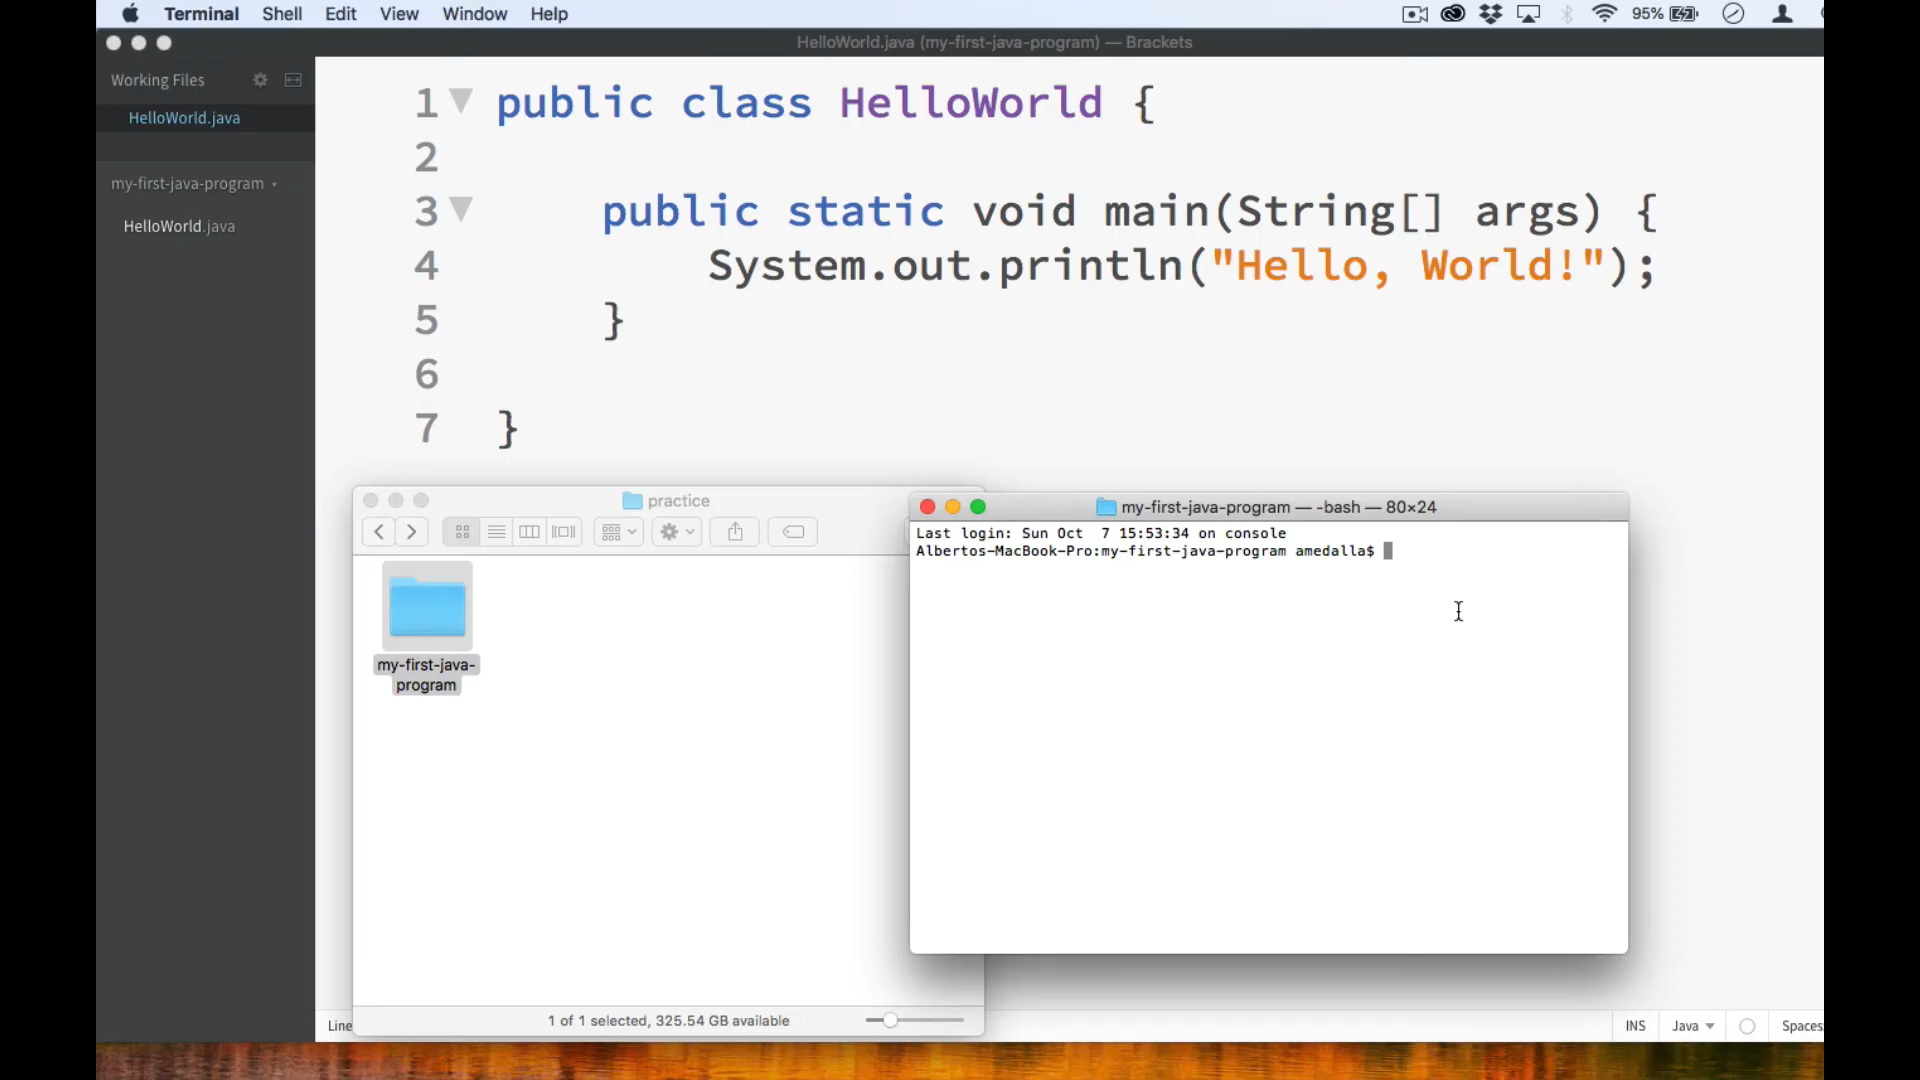 Terminal Shell Edit View Window Help 95%
HelloWorld.java (my-first-java-program) — Brackets
Working Files
HelloWorld.java
my-first-java-program
HelloWorld.java
1 public class HelloWorld {
2
3 public static void main(String[] args) {
4 System.out.println("Hello, World!");
5 }
6
7 }
practice
my-first-java-
program
1 of 1 selected, 325.54 GB available
my-first-java-program — -bash — 80×24
Last login: Sun Oct  7 15:53:34 on console
Albertos-MacBook-Pro:my-first-java-program amedalla$
Line
INS Java Spaces